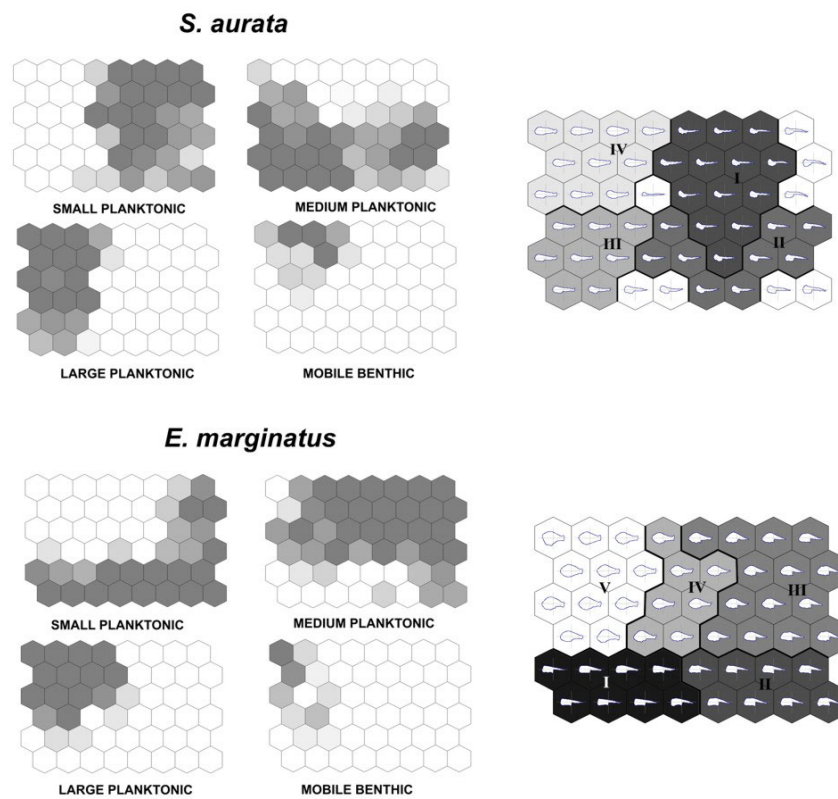 S. aurata
SMALL PLANKTONIC
MEDIUM PLANKTONIC
LARGE PLANKTONIC
MOBILE BENTHIC
IV
I
III
II
E. marginatus
SMALL PLANKTONIC
MEDIUM PLANKTONIC
LARGE PLANKTONIC
MOBILE BENTHIC
V
IV
III
I
II